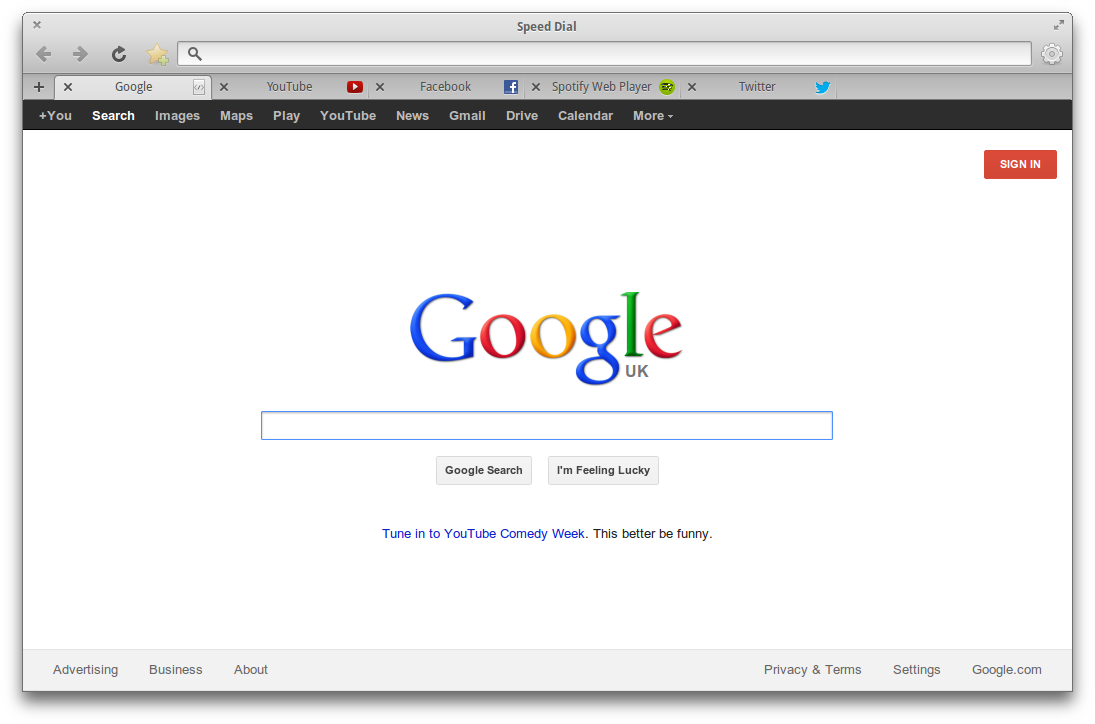 Speed Dial
Google YouTube Facebook Spotify Web Player Twitter
+You Search Images Maps Play YouTube News Gmail Drive Calendar More
SIGN IN
Google
UK
Google Search I'm Feeling Lucky
Tune in to YouTube Comedy Week. This better be funny.
Advertising Business About Privacy & Terms Settings Google.com